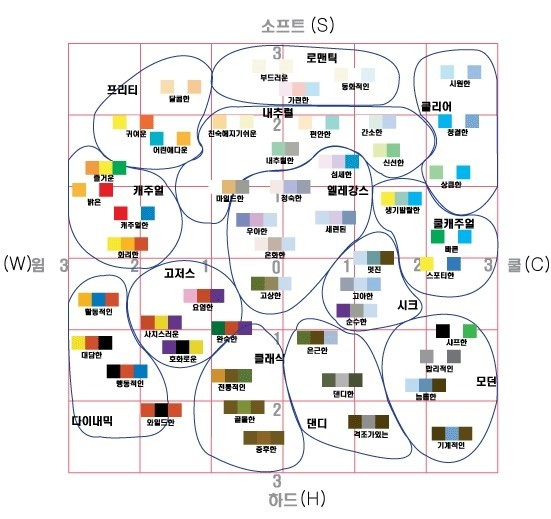 소프트 (S)
3
로맨틱
부드러운
시원한
동화적인
가련한
프리티
달콤한
클리어
내추럴
2
귀여운
친숙해지기쉬운
편안한
간소한
청결한
어린애다운
내추럴한
신선한
즐거운
섬세한
상큼한
캐주얼
1
엘레강스
밝은
마일드한
정숙한
생기발랄한
캐주얼한
우아한
세련된
쿨캐주얼
빠른
화려한
온화한
멋진
(W)웜
3
2
1
0
1
2
3
쿨(C)
고저스
스포티한
고상한
고아한
활동적인
요염한
시크
순수한
사치스러운
완숙한
1
샤프한
대담한
호화로운
클래식
은근한
합리적인
행동적인
전통적인
댄디한
모던
늠름한
와일드한
2
골똘한
다이내믹
댄디
격조가있는
중후한
기계적인
3
하드(H)